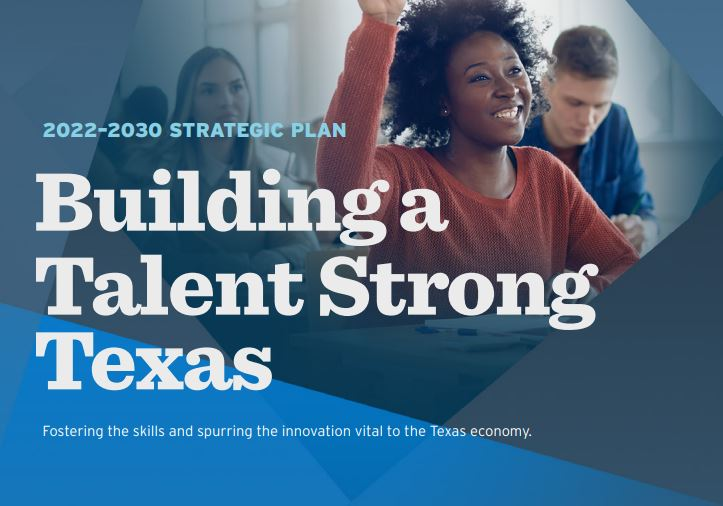 2022–2030 STRATEGIC PLAN
Building a
Talent Strong
Texas
Fostering the skills and spurring the innovation vital to the Texas economy.